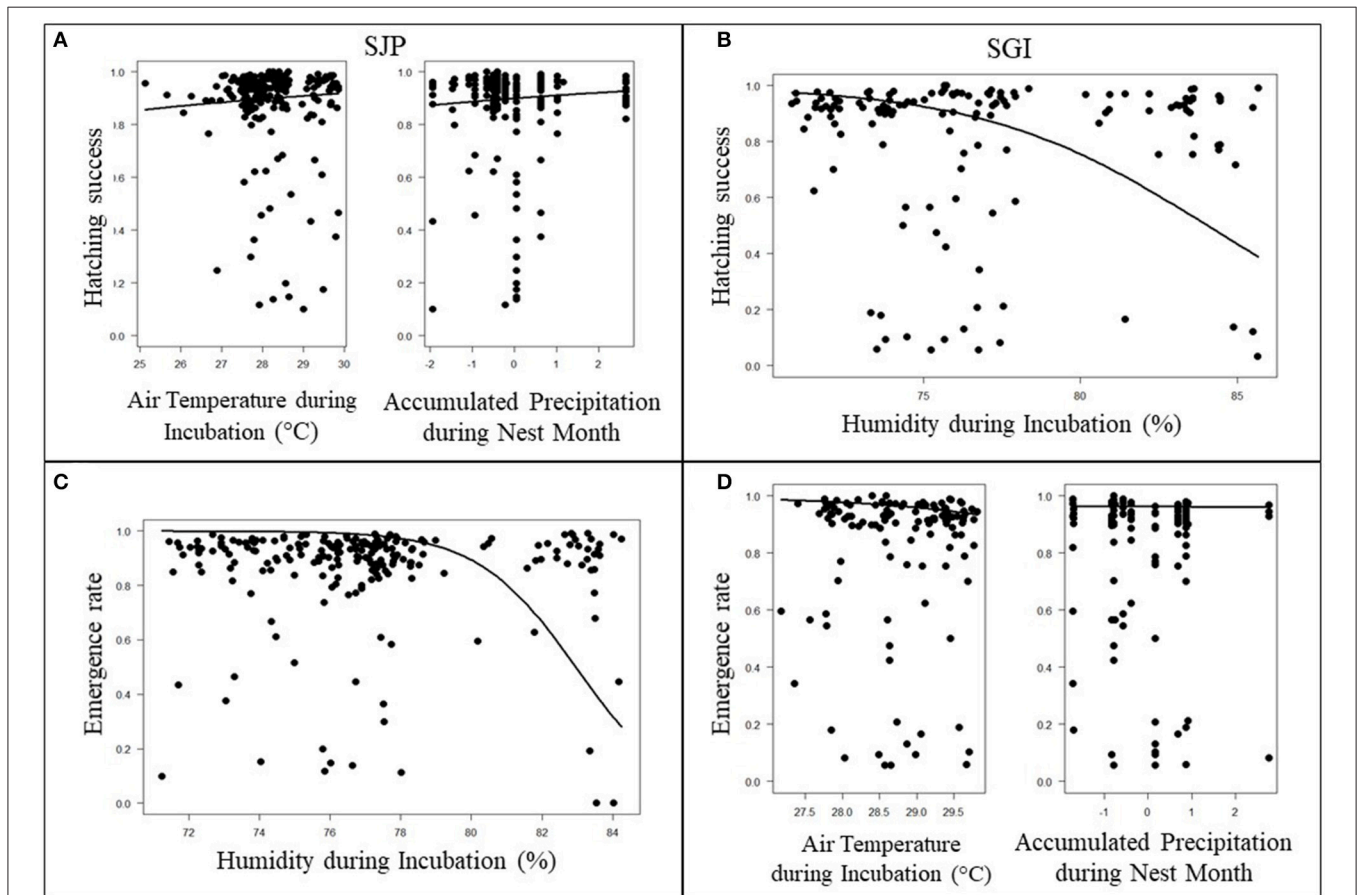 A
SJP
Hatching success
1.0
1.0
0.8
0.8
1.6
0.6
1.4
0.4
1.2
0.2
0.0
0.0
25 26 27 28 29 30
-2 -1 0 1 2
Air Temperature during
Incubation (°C)
Accumulated Precipitation
during Nest Month
B
SGI
Hatching success
1.0
0.8
0.6
0.4
0.2
0.0
75 80 85
Humidity during Incubation (%)
C
Emergence rate
1.0
0.8
0.6
0.4
0.2
0.0
72 74 76 78 80 82 84
Humidity during Incubation (%)
D
Emergence rate
1.0
1.0
0.8
0.8
0.6
0.6
0.4
0.4
0.2
0.2
0.0
0.0
27.5 28.0 28.5 29.0 29.5
-1 0 1 2
Air Temperature
during Incubation (°C)
Accumulated Precipitation
during Nest Month